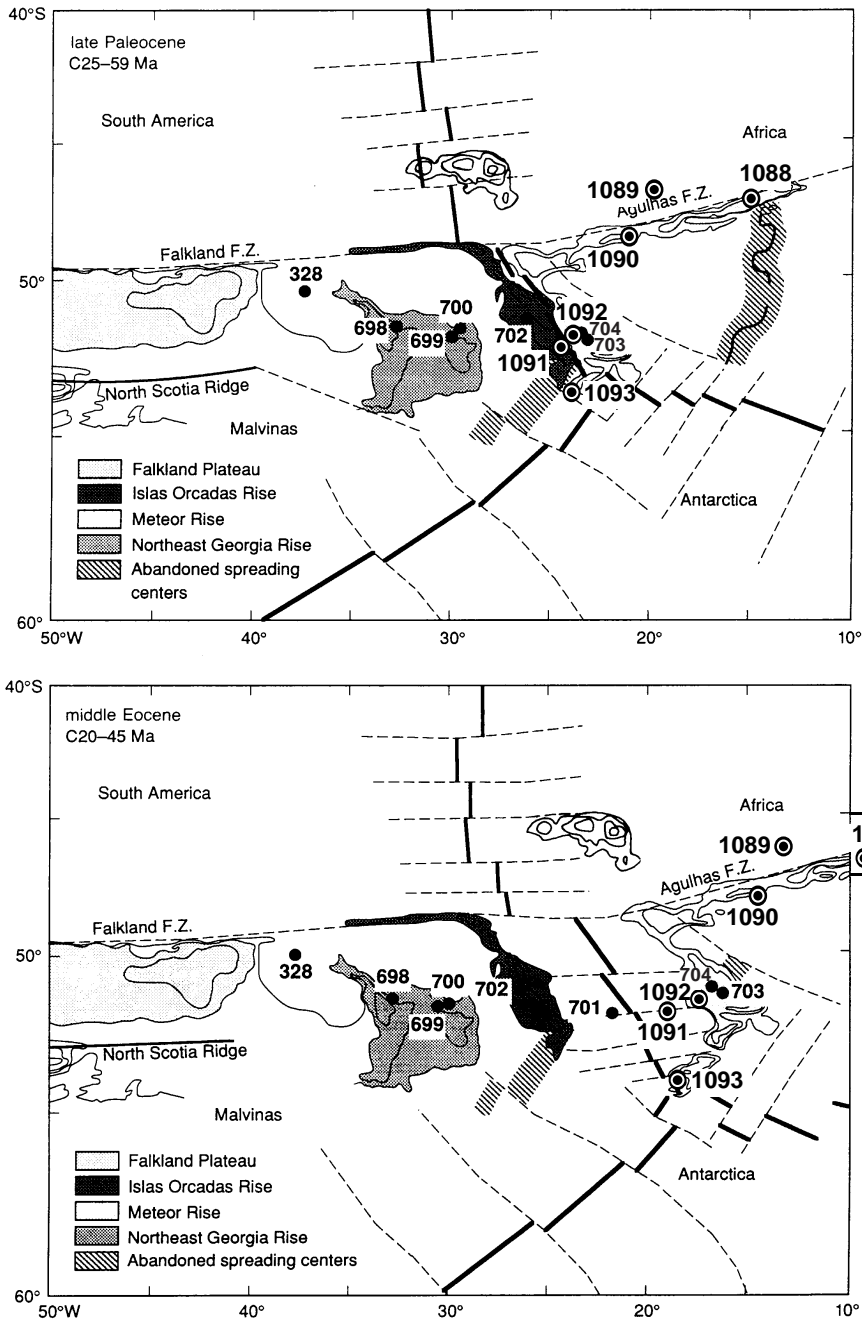 40°S
late Paleocene
C25–59 Ma
South America
Africa
1089
1088
Agulhas F.Z.
1090
Falkland F.Z.
50°
328
700
1092
698
704
699
702
703
1091
1093
North Scotia Ridge
Malvinas
Falkland Plateau
Islas Orcadas Rise
Antarctica
Meteor Rise
Northeast Georgia Rise
Abandoned spreading
centers
60°
50°W
40°
30°
20°
10°
40°S
middle Eocene
C20–45 Ma
South America
Africa
1089
1
Agulhas F.Z.
1090
Falkland F.Z.
50°
328
698
700
702
704
1092
703
701
699
1091
North Scotia Ridge
1093
Malvinas
Falkland Plateau
Antarctica
Islas Orcadas Rise
Meteor Rise
Northeast Georgia Rise
Abandoned spreading centers
60°
50°W
40°
30°
20°
10°